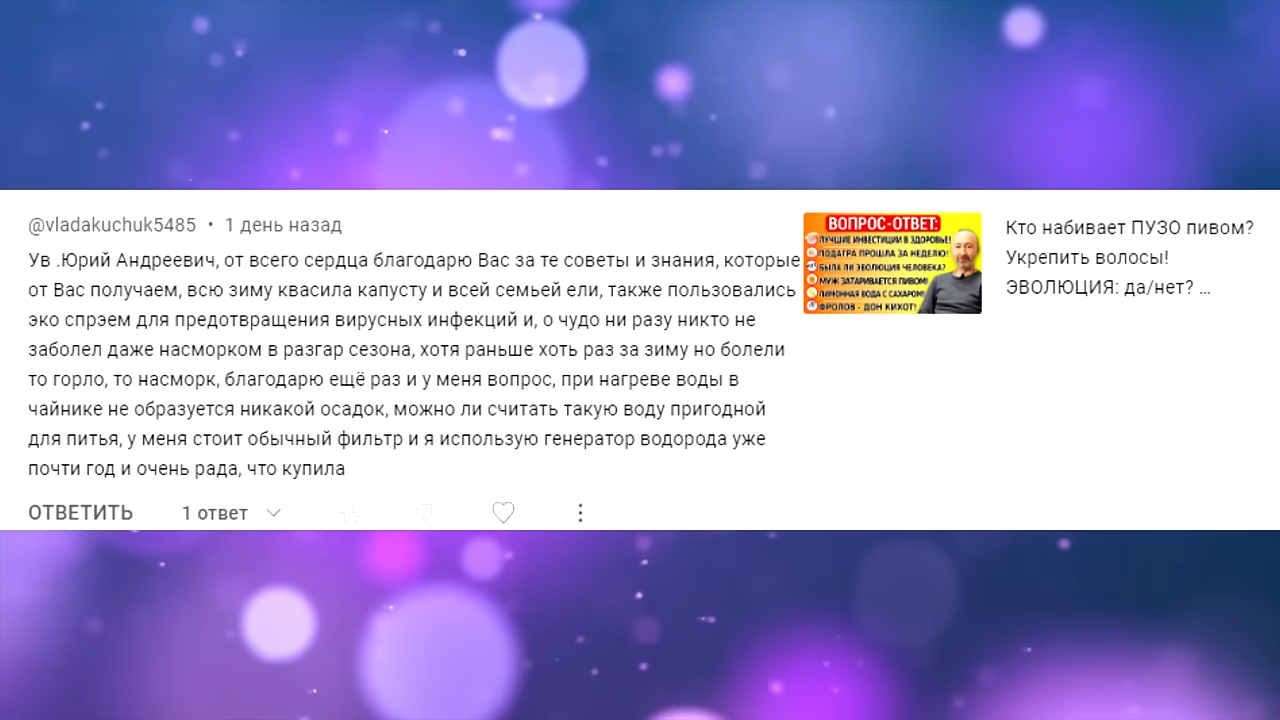 @vladakuchuk5485 • 1 день назад
Ув .Юрий Андреевич, от всего сердца благодарю Вас за те советы и знания, которые
от Вас получаем, всю зиму квасила капусту и всей семьей ели, также пользовались
эко спрэем для предотвращения вирусных инфекций и, о чудо ни разу никто не
заболел даже насморком в разгар сезона, хотя раньше хоть раз за зиму но болели
то горло, то насморк, благодарю ещё раз и у меня вопрос, при нагреве воды в
чайнике не образуется никакой осадок, можно ли считать такую воду пригодной
для питья, у меня стоит обычный фильтр и я использую генератор водорода уже
почти год и очень рада, что купила
ОТВЕТИТЬ 1 ответ
ВОПРОС-ОТВЕТ:
ЛУЧШИЕ ИНВЕСТИЦИИ В ЗДОРОВЬЕ!
ПОДАГРА ПРОШЛА ЗА НЕДЕЛЮ!
БЫЛА ЛИ ЭВОЛЮЦИЯ ЧЕЛОВЕКА?
МУЖ ЗАТАРИВАЕТСЯ ПИВОМ!
ЛИМОННАЯ ВОДА С САХАРОМ!
ФРОЛОВ - ДОН КИХОТ!
Кто набивает ПУЗО пивом?
Укрепить волосы!
ЭВОЛЮЦИЯ: да/нет? ...